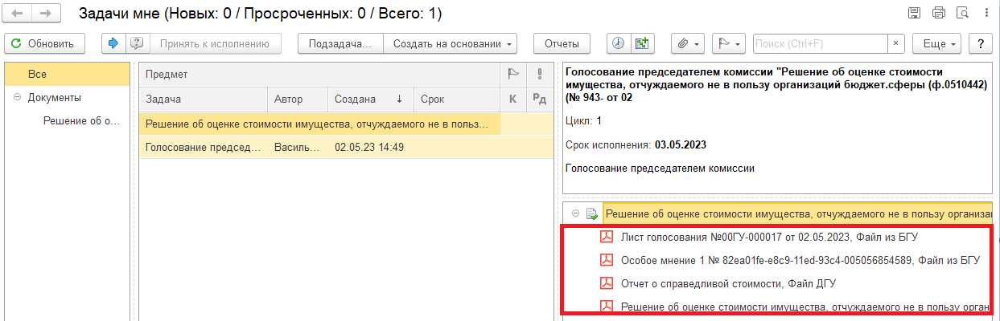 Задачи мне (Новых: 0 / Просроченных: 0 / Всего: 1)
Обновить
Принять к исполнению
Подзадача...
Создать на основании
Отчеты
Поиск (Ctrl+F)
×
Еще
?
Все
Документы
Решение об о...
Предмет
Задача
Автор
Создана ↓
Срок
К
Рд
Решение об оценке стоимости имущества, отчуждаемого не в польз...
Голосование председ...
Василь...
02.05.23 14:49
Голосование председателем комиссии "Решение об оценке стоимости
имущества, отчуждаемого не в пользу организаций бюджет.сферы (ф.0510442)
(№ 943- от 02
Цикл: 1
Срок исполнения: 03.05.2023
Голосование председателем комиссии
Решение об оценке стоимости имущества, отчуждаемого не в пользу организа
Лист голосования №00ГУ-000017 от 02.05.2023, Файл из БГУ
Особое мнение 1 № 82ea01fe-e8c9-11ed-93c4-005056854589, Файл из БГУ
Отчет о справедливой стоимости, Файл ДГУ
Решение об оценке стоимости имущества, отчуждаемого не в пользу орган